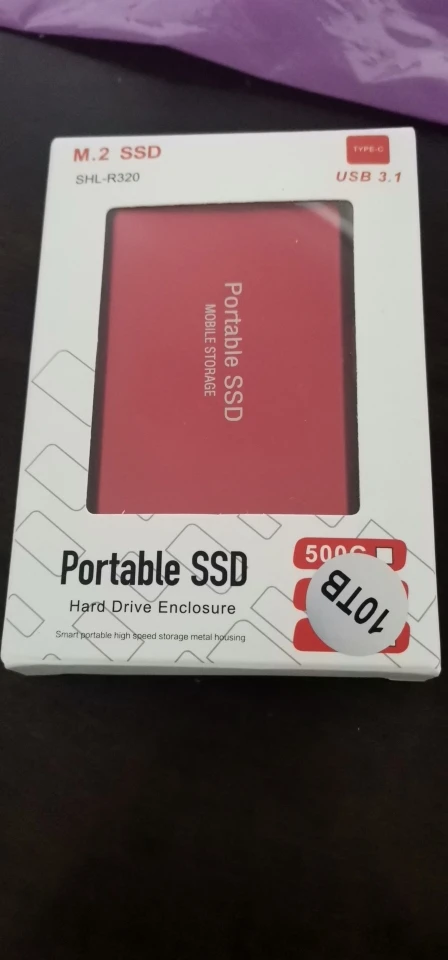 M.2 SSD
SHL-R320
TYPE-C
USB 3.1
Portable SSD
MOBILE STORAGE
Portable SSD
Hard Drive Enclosure
Smart portable high speed storage metal housing
500G
10TB